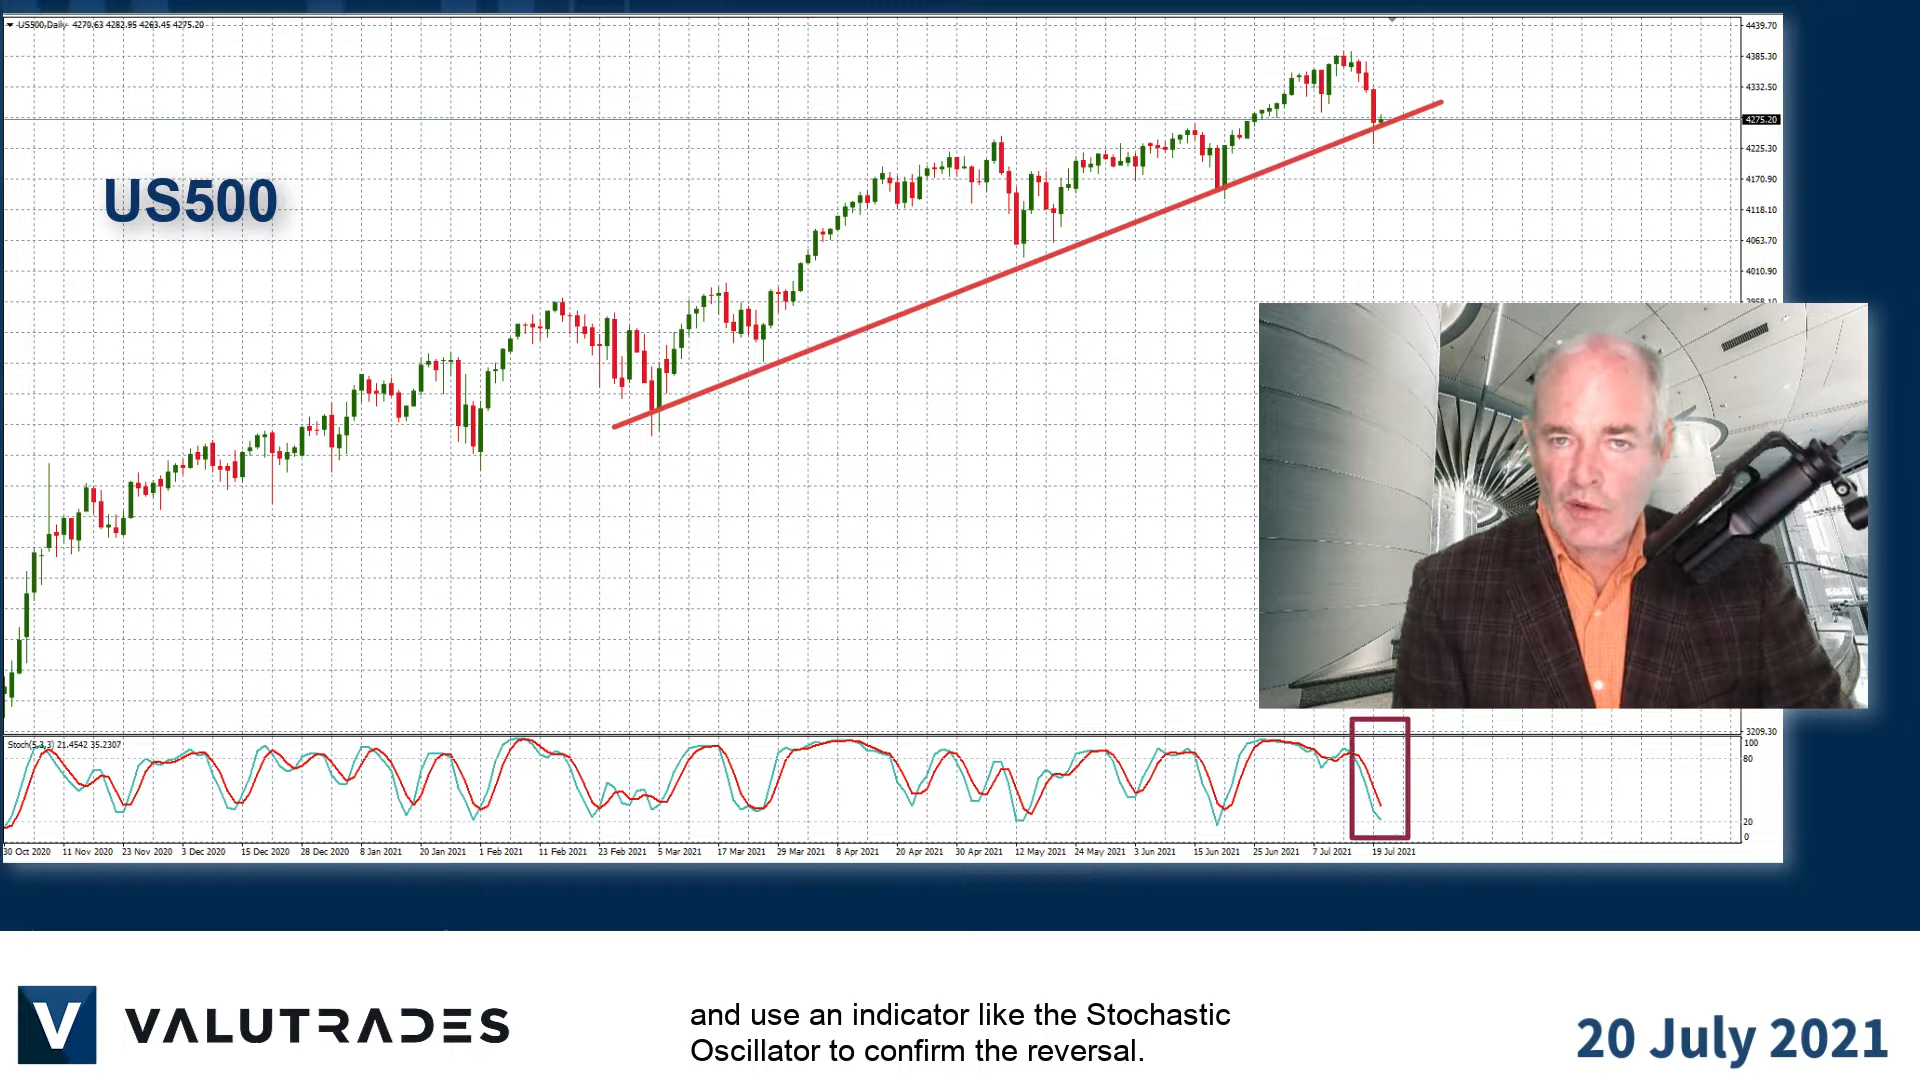 US500,Daily 4270.63 4282.95 4263.45 4275.20
4439.70
4385.30
4332.50
4275.20
4225.30
4170.90
4118.10
4063.70
4010.90
3958.10
3209.30
US500
Stoch(5,3,3) 21.4542 35.2307
100
80
20
0
30 Oct 2020 11 Nov 2020 23 Nov 2020 3 Dec 2020 15 Dec 2020 28 Dec 2020 8 Jan 2021 20 Jan 2021 1 Feb 2021 11 Feb 2021 23 Feb 2021 5 Mar 2021 17 Mar 2021 29 Mar 2021 8 Apr 2021 20 Apr 2021 30 Apr 2021 12 May 2021 24 May 2021 3 Jun 2021 15 Jun 2021 25 Jun 2021 7 Jul 2021 19 Jul 2021
V VALUTRADES
and use an indicator like the Stochastic
Oscillator to confirm the reversal.
20 July 2021